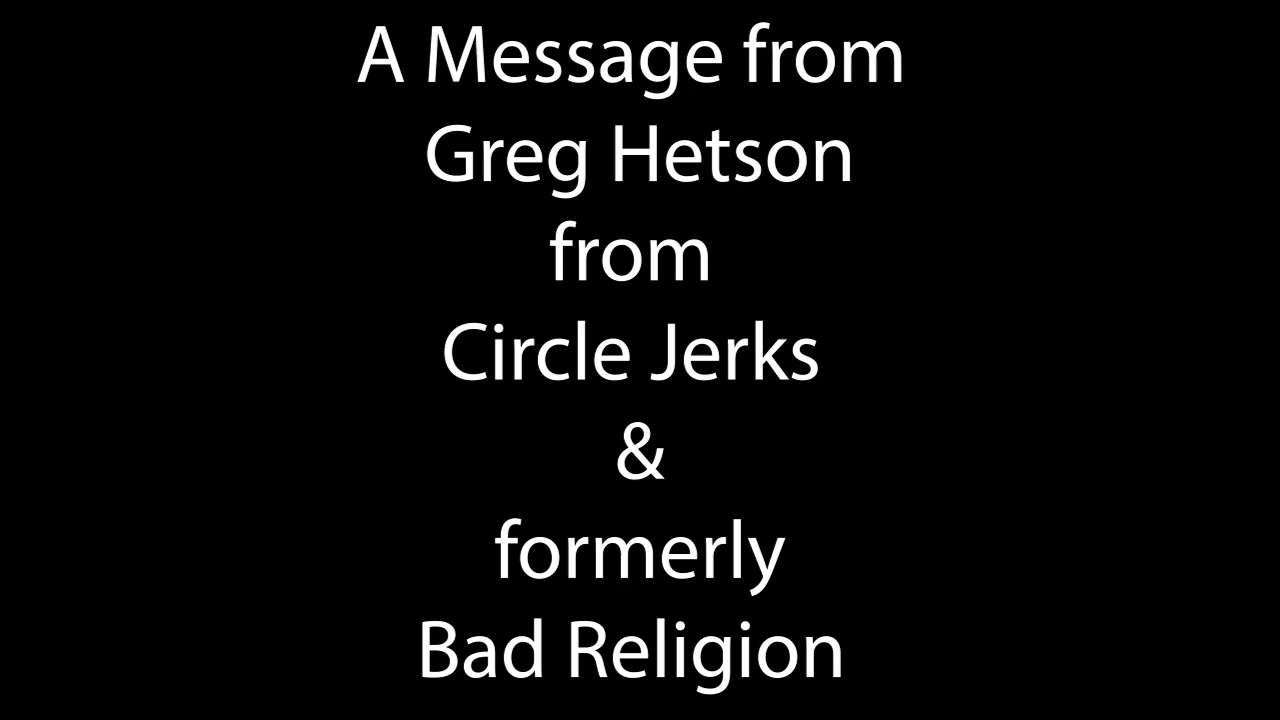 A Message from
Greg Hetson
from
Circle Jerks
&
formerly
Bad Religion